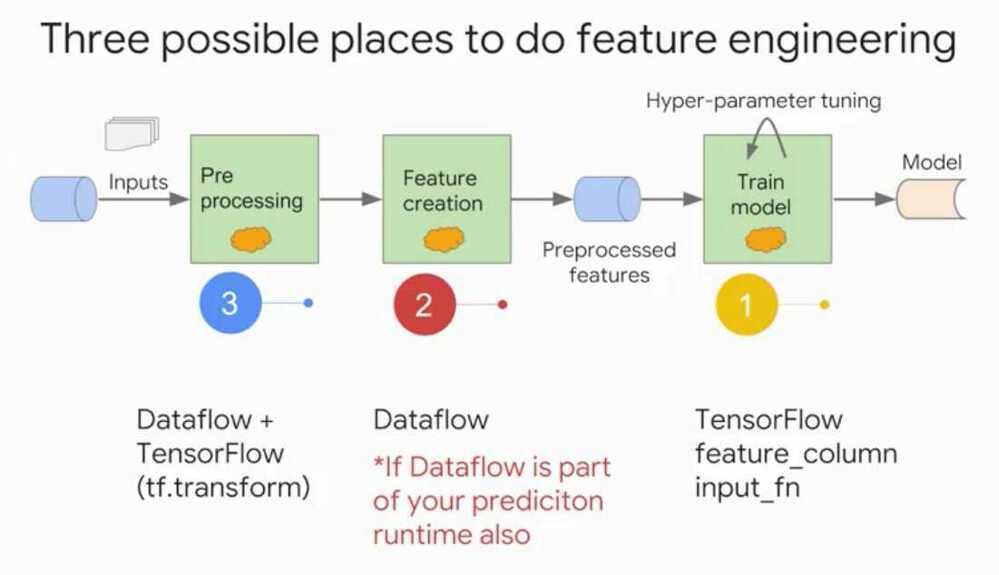 Three possible places to do feature engineering
Hyper-parameter tuning
Inputs
Pre
processing
Feature
creation
Preprocessed
features
Train
model
Model
3
2
1
Dataflow +
TensorFlow
(tf.transform)
Dataflow
*If Dataflow is part
of your prediciton
runtime also
TensorFlow
feature_column
input_fn